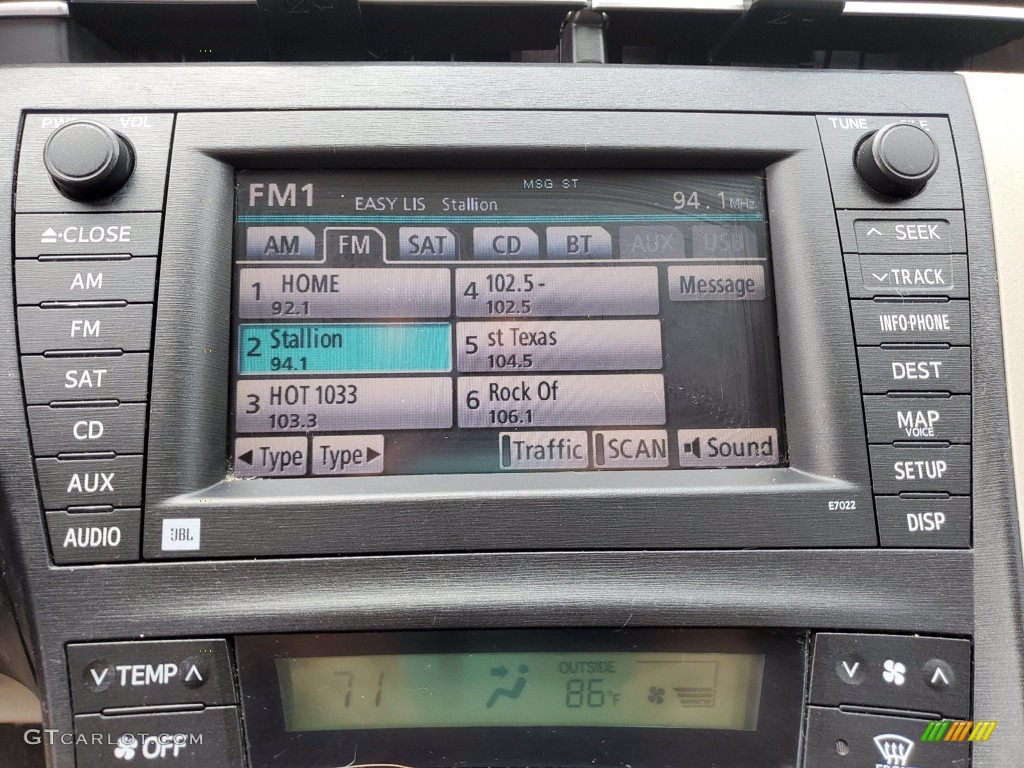 VOL
TUNE FILE
FM1 MSG ST
EASY LIS Stallion 94.1MHz
CLOSE
SEEK
AM FM SAT CD BT AUX USB
AM
TRACK
1 HOME 92.1
4 102.5- 102.5
Message
FM
INFO·PHONE
2 Stallion 94.1
5 st Texas 104.5
SAT
DEST
3 HOT 1033 103.3
6 Rock Of 106.1
CD
MAP VOICE
Type Type Traffic SCAN Sound
AUX
SETUP
E7022
AUDIO
JBL
DISP
TEMP
71 OUTSIDE 86°F
OFF
GTCARLOT.COM